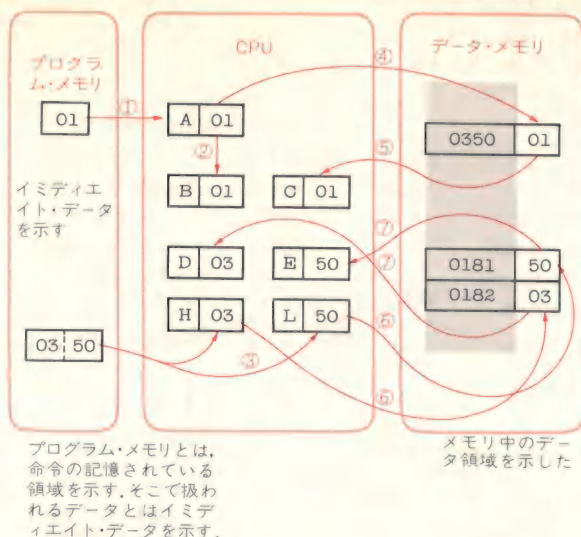 プログラ
ム・メモリ
CPU
データ・メモリ
①
④
01
A 01
②
0350 01
⑤
B 01
C 01
イミディエ
イト・データ
を示す
⑦
D 03
E 50
⑦
0181 50
0182 03
H 03
L 50
⑥
03 50
③
⑥
プログラム・メモリとは,
命令の記憶されている
領域を示す.そこで扱わ
れるデータとはイミデ
ィエイト・データを示す.
メモリ中のデー
タ領域を示した